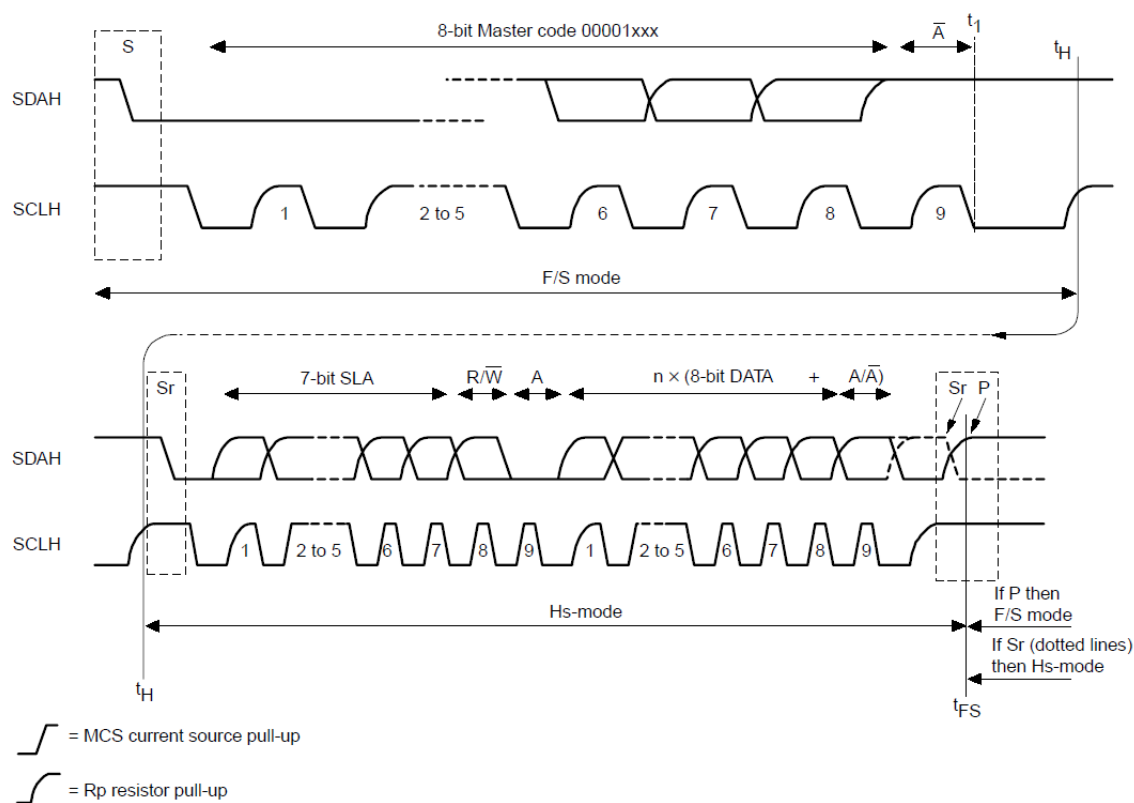 8-bit Master code 00001xxx
A̅
t1
tH
S
SDAH
SCLH
1
2 to 5
6
7
8
9
F/S mode
Sr
7-bit SLA
R/W̅
A
n × (8-bit DATA + A/A̅)
Sr P
SDAH
SCLH
1
2 to 5
6
7
8
9
1
2 to 5
6
7
8
9
If P then
F/S mode
Hs-mode
If Sr (dotted lines)
then Hs-mode
tH
tFS
= MCS current source pull-up
= Rp resistor pull-up